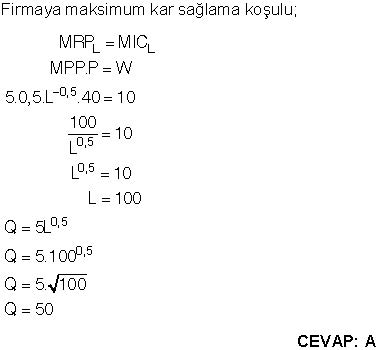 Firmaya maksimum kar sağlama koşulu;
MRP_L = MIC_L
MPP.P = W
5.0,5.L^–0,5.40 = 10
100/L^0,5 = 10
L^0,5 = 10
L = 100
Q = 5L^0,5
Q = 5.100^0,5
Q = 5.√100
Q = 50
CEVAP: A